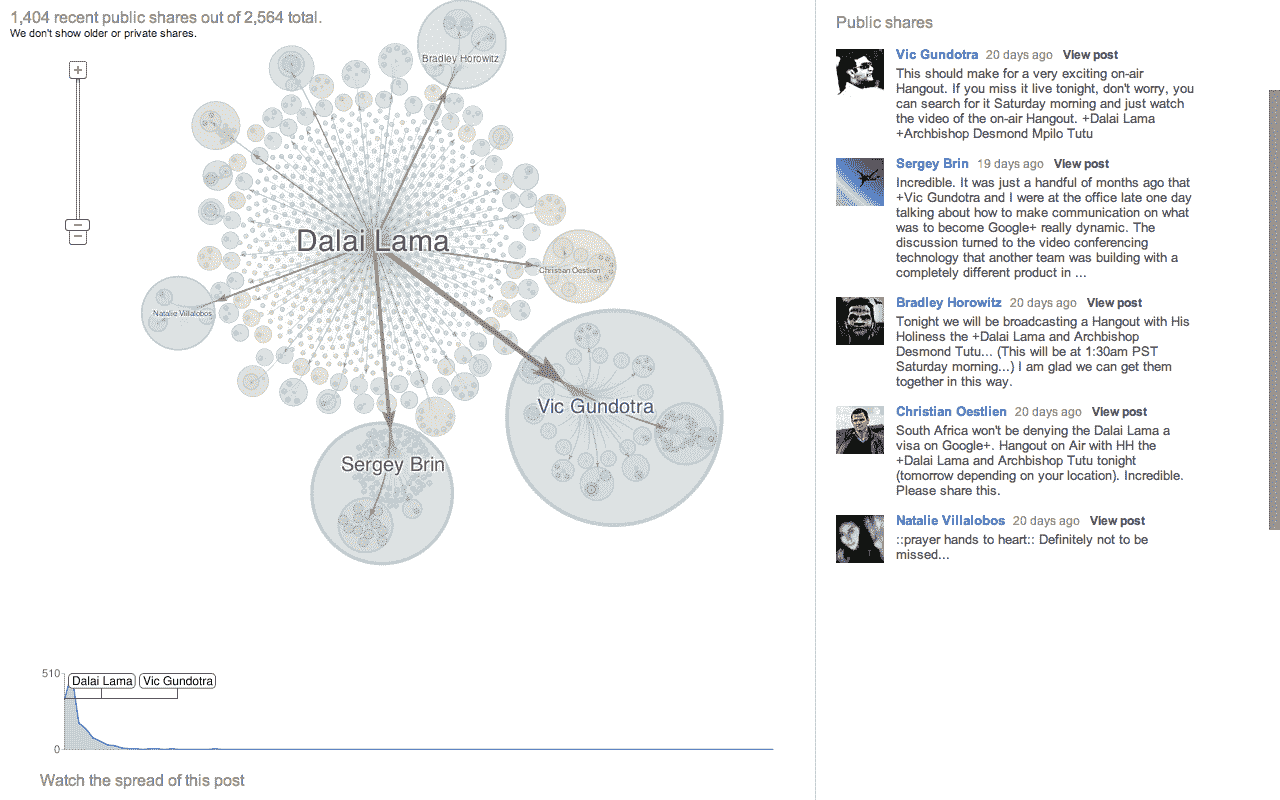 1,404 recent public shares out of 2,564 total.
We don't show older or private shares.
Bradley Horowitz
Dalai Lama
Christian Oestlien
Natalie Villalobos
Vic Gundotra
Sergey Brin
510
Dalai Lama
Vic Gundotra
0
Watch the spread of this post
Public shares
Vic Gundotra 20 days ago View post
This should make for a very exciting on-air
Hangout. If you miss it live tonight, don't worry, you
can search for it Saturday morning and just watch
the video of the on-air Hangout. +Dalai Lama
+Archbishop Desmond Mpilo Tutu
Sergey Brin 19 days ago View post
Incredible. It was just a handful of months ago that
+Vic Gundotra and I were at the office late one day
talking about how to make communication on what
was to become Google+ really dynamic. The
discussion turned to the video conferencing
technology that another team was building with a
completely different product in ...
Bradley Horowitz 20 days ago View post
Tonight we will be broadcasting a Hangout with His
Holiness the +Dalai Lama and Archbishop
Desmond Tutu... (This will be at 1:30am PST
Saturday morning...) I am glad we can get them
together in this way.
Christian Oestlien 20 days ago View post
South Africa won't be denying the Dalai Lama a
visa on Google+. Hangout on Air with HH the
+Dalai Lama and Archbishop Tutu tonight
(tomorrow depending on your location). Incredible.
Please share this.
Natalie Villalobos 20 days ago View post
::prayer hands to heart:: Definitely not to be
missed...